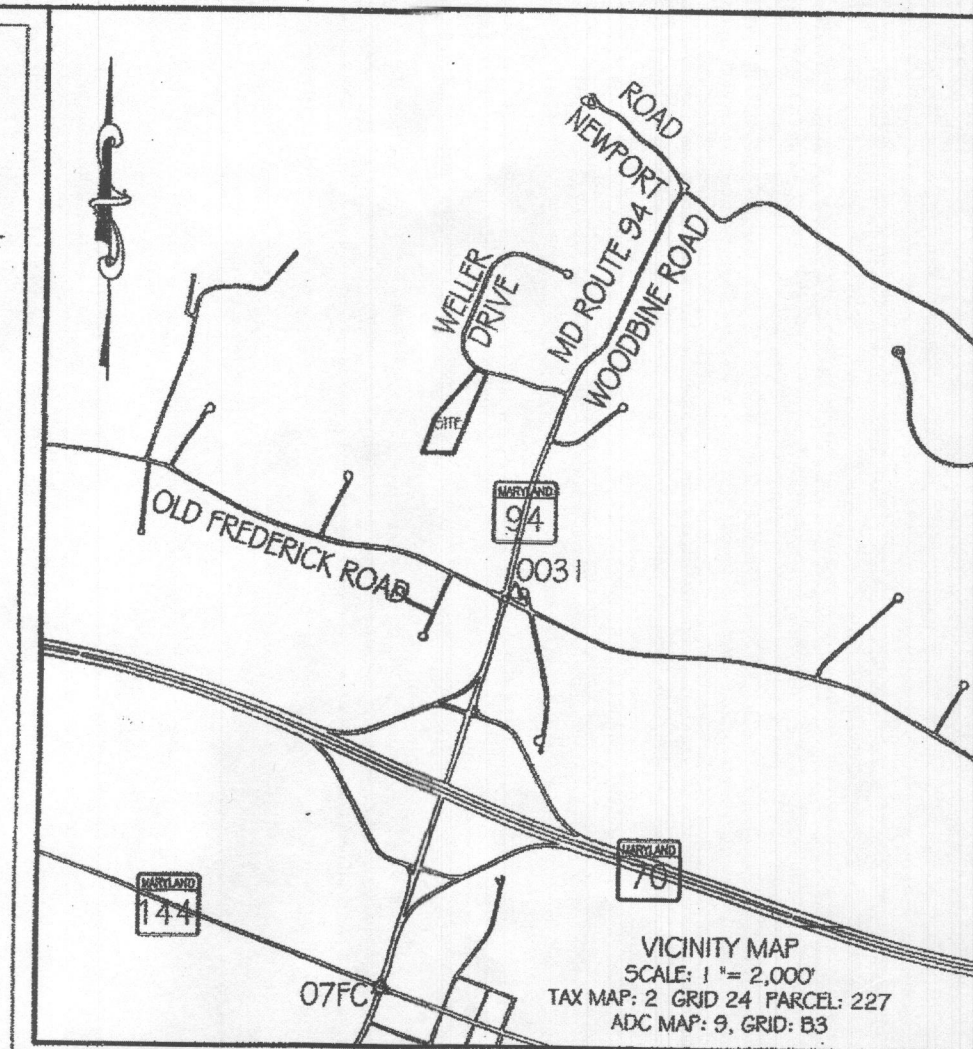 ROAD
NEWPORT
MD ROUTE 94
WOODBINE ROAD
WELLER
DRIVE
SITE
MARYLAND
94
OLD FREDERICK ROAD
0031
MARYLAND
70
MARYLAND
144
07FC
VICINITY MAP
SCALE: 1 "= 2,000'
TAX MAP: 2 GRID 24 PARCEL: 227
ADC MAP: 9, GRID: B3